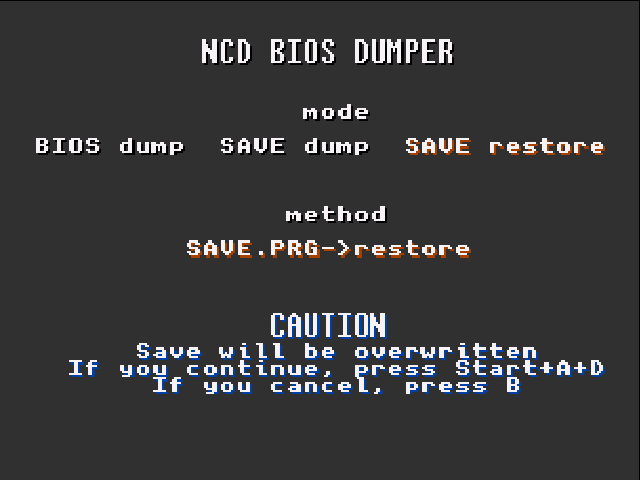 NCD BIOS DUMPER
mode
BIOS dump SAVE dump SAVE restore
method
SAVE.PRG->restore
CAUTION
Save will be overwritten
If you continue, press Start+A+D
If you cancel, press B